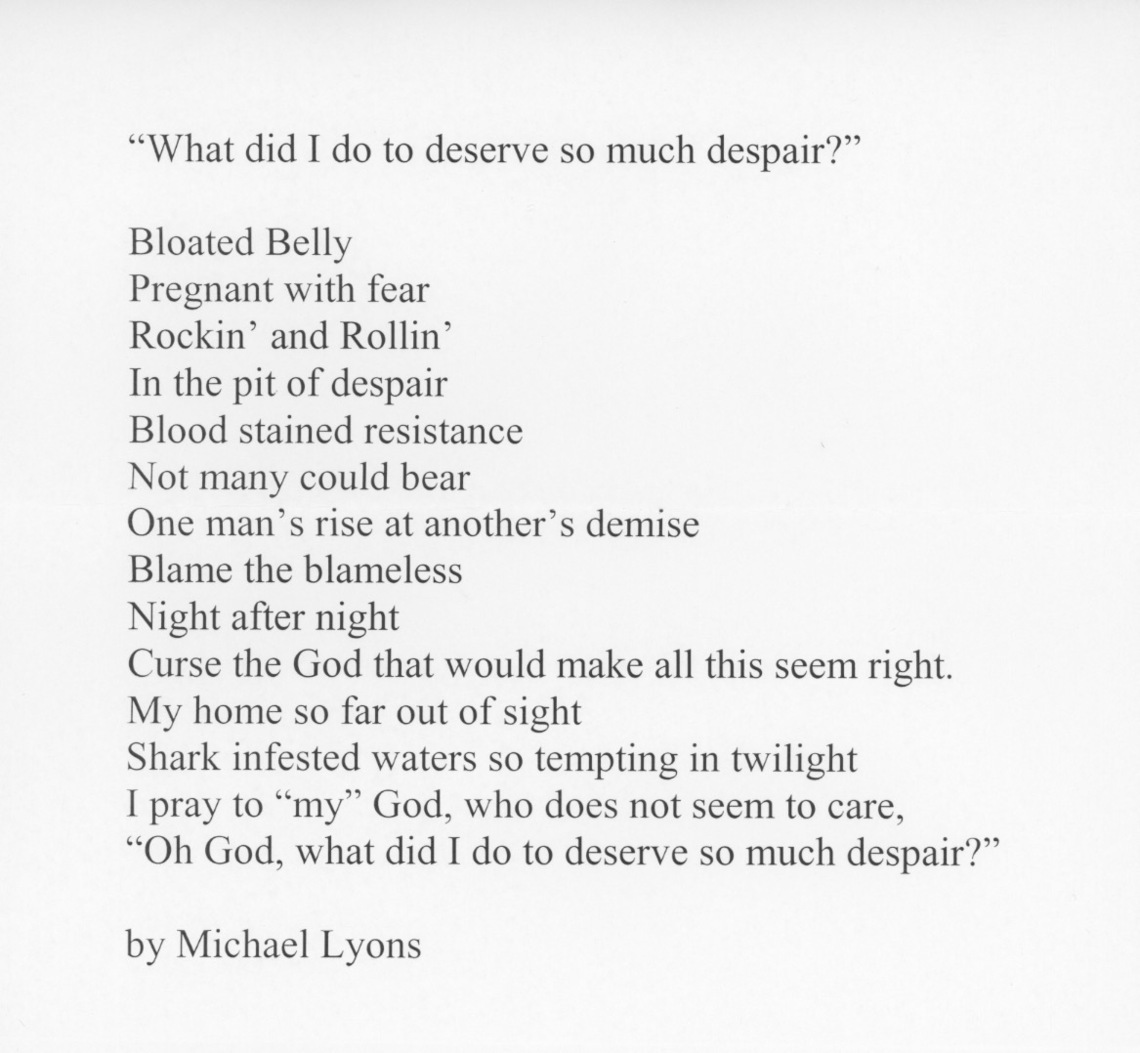 “What did I do to deserve so much despair?”
Bloated Belly
Pregnant with fear
Rockin’ and Rollin’
In the pit of despair
Blood stained resistance
Not many could bear
One man’s rise at another’s demise
Blame the blameless
Night after night
Curse the God that would make all this seem right.
My home so far out of sight
Shark infested waters so tempting in twilight
I pray to “my” God, who does not seem to care,
“Oh God, what did I do to deserve so much despair?”
by Michael Lyons